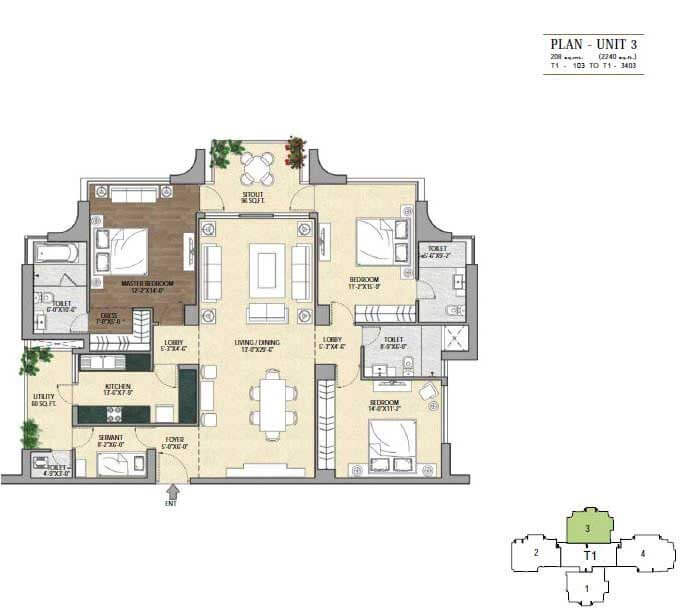 PLAN - UNIT 3
208 sq.mt. (2240 sq.ft.)
T1 - 103 TO T1 - 3403
SITOUT
96 SQ.FT.
MASTER BEDROOM
12'-2"X14'-0"
TOILET
6'-0"X10'-6"
DRESS
7'-0"X5'-0"
LOBBY
5'-3"X4'-6"
LIVING / DINING
13'-0"X29'-6"
LOBBY
5'-3"X4'-6"
BEDROOM
11'-2"X15'-0"
TOILET
5'-6"X9'-2"
TOILET
8'-9"X6'-0"
BEDROOM
14'-0"X11'-2"
KITCHEN
13'-6"X7'-9"
UTILITY
80 SQ.FT.
SERVANT
8'-2"X6'-0"
FOYER
5'-0"X6'-0"
TOILET
4'-9"X3'-0"
ENT
3
2
T1
4
1